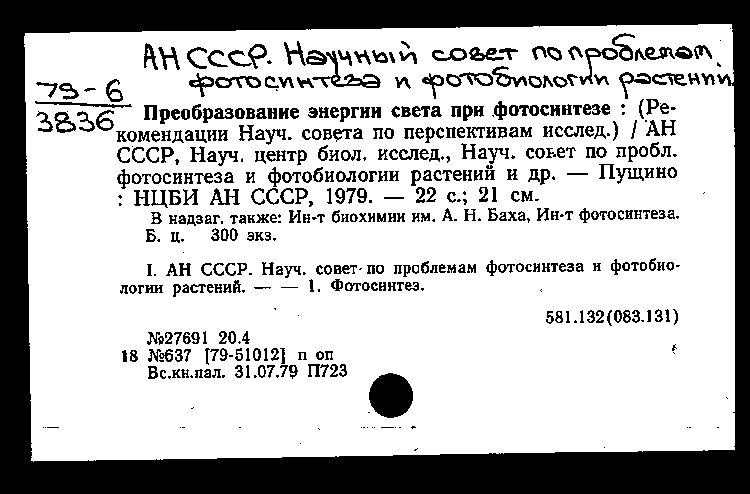 АН СССР. Научный совет по проблемам
фотосинтеза и фотобиологии растений
79-6
3836
Преобразование энергии света при фотосинтезе : (Ре-
комендации Науч. совета по перспективам исслед.) / АН
СССР, Науч. центр биол. исслед., Науч. совет по пробл.
фотосинтеза и фотобиологии растений и др. — Пущино
: НЦБИ АН СССР, 1979. — 22 с.; 21 см.
В надзаг. также: Ин-т биохимии им. А. Н. Баха, Ин-т фотосинтеза.
Б. ц. 300 экз.
I. АН СССР. Науч. совет по проблемам фотосинтеза и фотобио-
логии растений. — — 1. Фотосинтез.
581.132(083.131)
№27691 20.4
18 №637 [79-51012] п оп
Вс.кн.пал. 31.07.79 П723